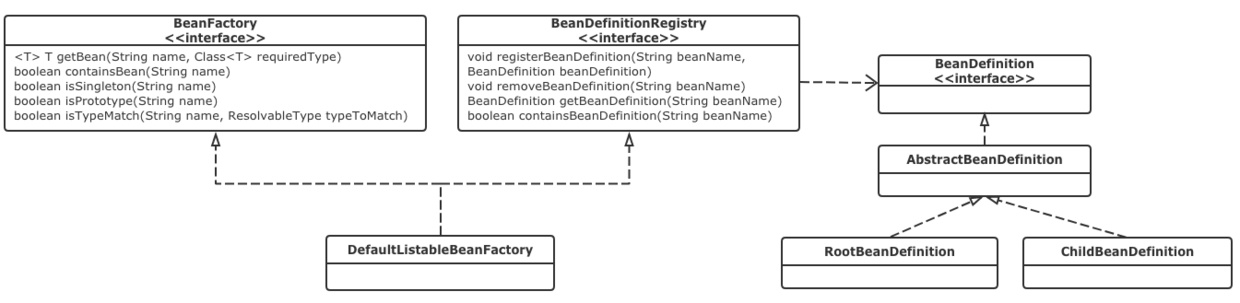 BeanFactory
<<interface>>
<T> T getBean(String name, Class<T> requiredType)
boolean containsBean(String name)
boolean isSingleton(String name)
boolean isPrototype(String name)
boolean isTypeMatch(String name, ResolvableType typeToMatch)
BeanDefinitionRegistry
<<interface>>
void registerBeanDefinition(String beanName,
BeanDefinition beanDefinition)
void removeBeanDefinition(String beanName)
BeanDefinition getBeanDefinition(String beanName)
boolean containsBeanDefinition(String beanName)
BeanDefinition
<<interface>>
AbstractBeanDefinition
DefaultListableBeanFactory
RootBeanDefinition
ChildBeanDefinition